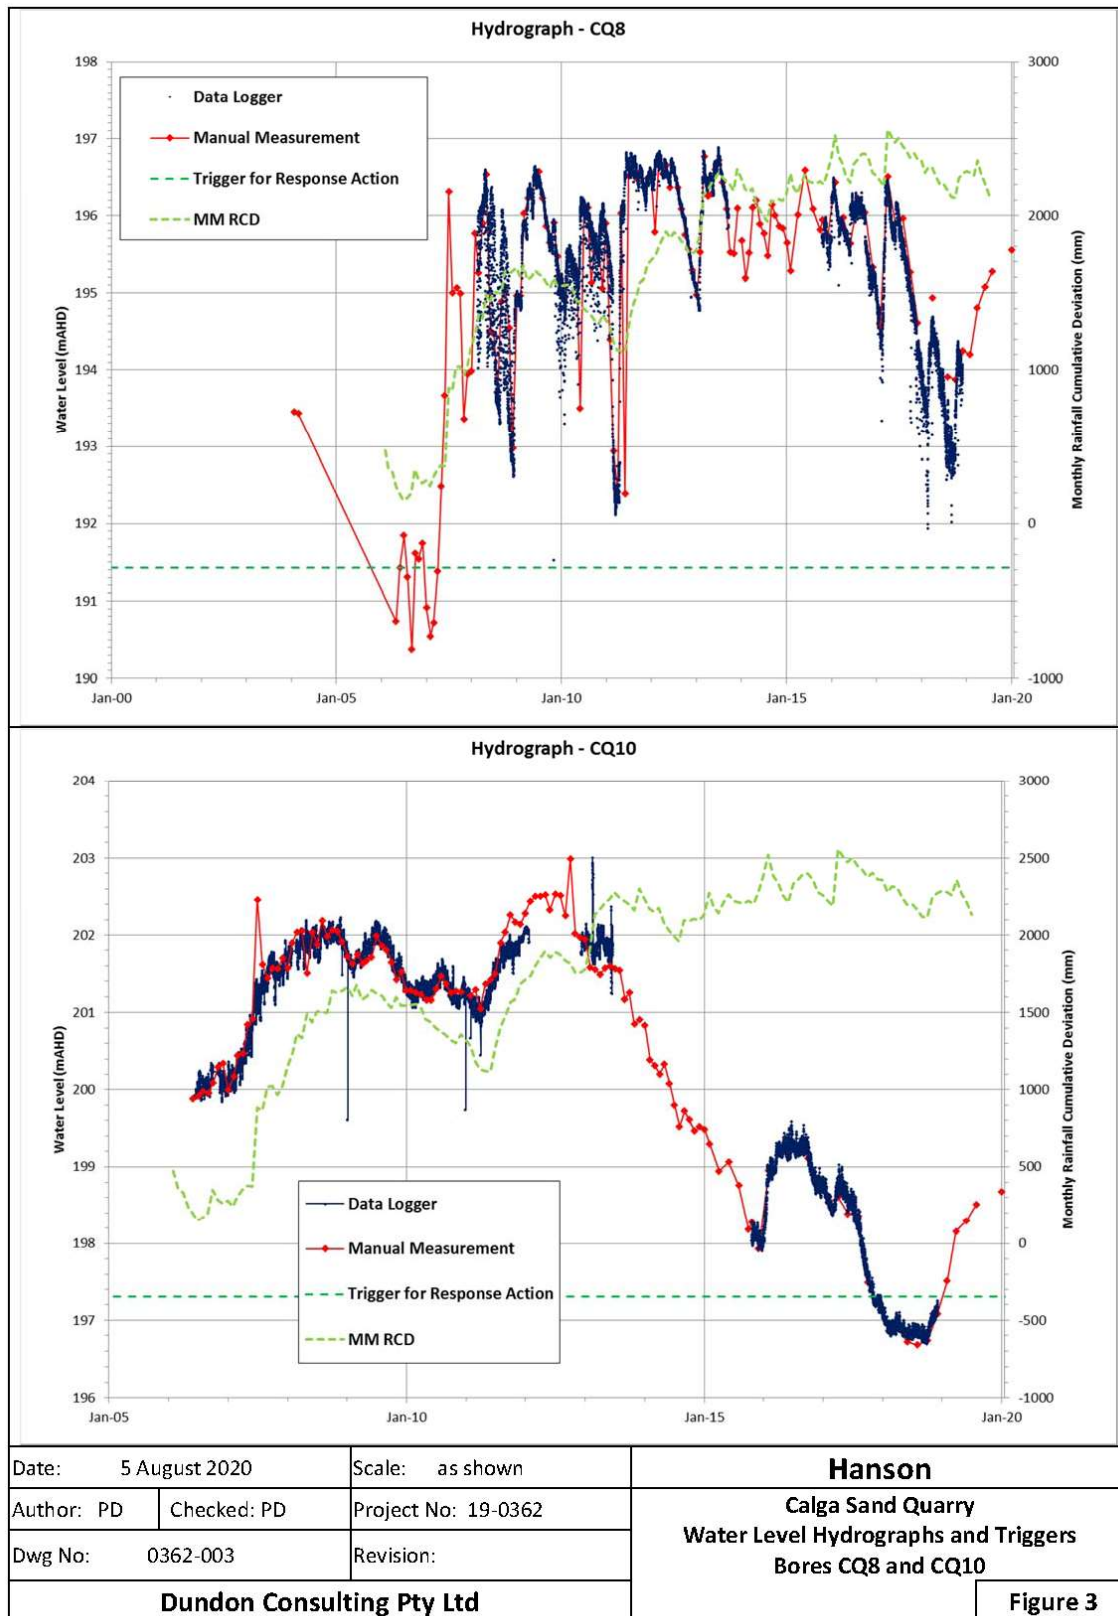 Hydrograph - CQ8
198
197
196
195
194
193
192
191
190
Water Level (mAHD)
Data Logger
Manual Measurement
Trigger for Response Action
MM RCD
3000
2000
1000
0
-1000
Monthly Rainfall Cumulative Deviation (mm)
Jan-00
Jan-05
Jan-10
Jan-15
Jan-20
Hydrograph - CQ10
204
203
202
201
200
199
198
197
196
Water Level (mAHD)
Data Logger
Manual Measurement
Trigger for Response Action
MM RCD
3000
2500
2000
1500
1000
500
0
-500
-1000
Monthly Rainfall Cumulative Deviation (mm)
Jan-05
Jan-10
Jan-15
Jan-20
Date: 5 August 2020
Scale: as shown
Author: PD
Checked: PD
Project No: 19-0362
Dwg No: 0362-003
Revision:
Dundon Consulting Pty Ltd
Hanson
Calga Sand Quarry
Water Level Hydrographs and Triggers
Bores CQ8 and CQ10
Figure 3